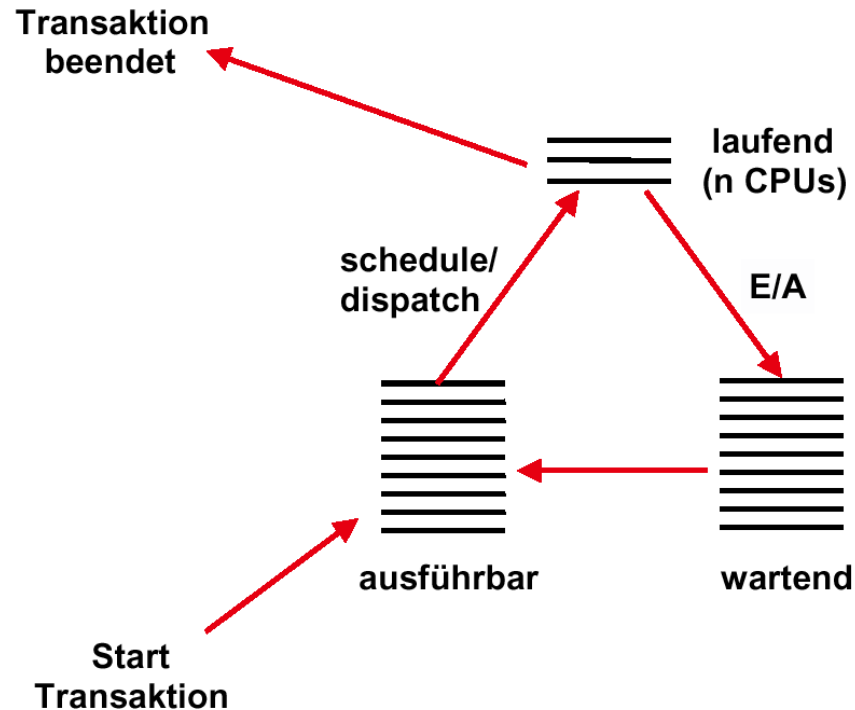 Transaktion
beendet
laufend
(n CPUs)
schedule/
dispatch
E/A
ausführbar
wartend
Start
Transaktion